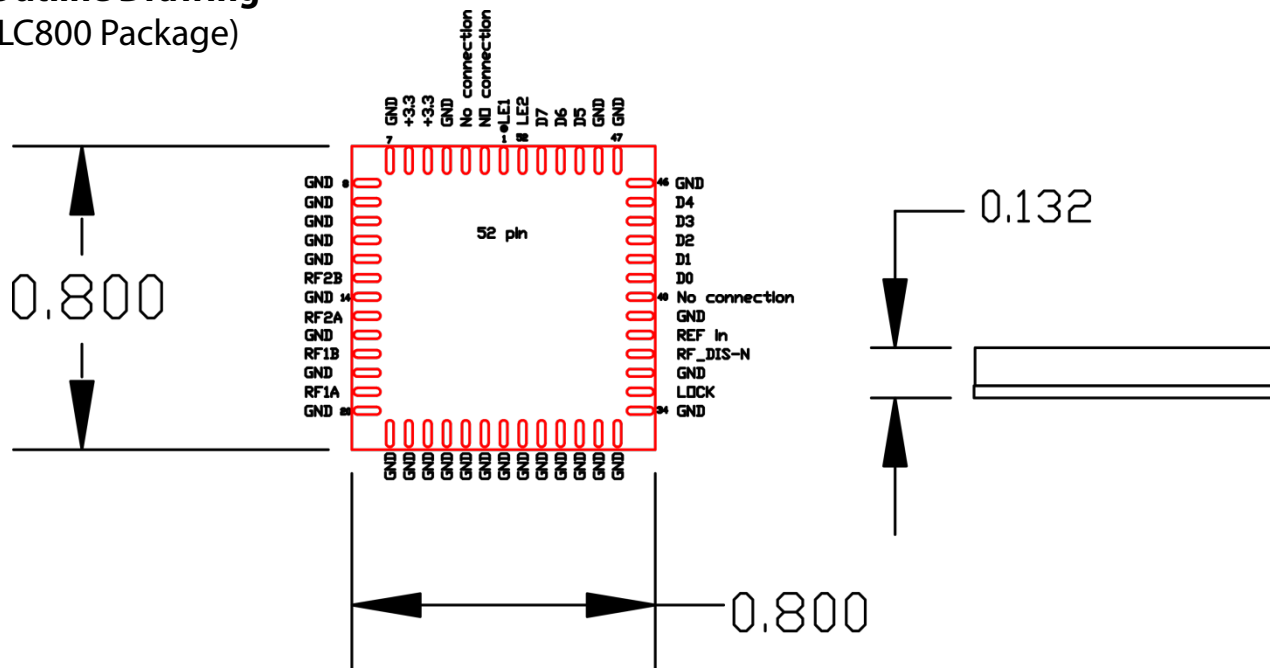 LC800 Package)
No connection
NO connection
GND
+3.3
+3.3
GND
LE1
LE2
D7
D6
D5
GND
GND
7
1
52
47
GND 8
GND
GND
GND
GND
RF2B
GND 14
RF2A
GND
RF1B
GND
RF1A
GND 20
52 pin
46 GND
D4
D3
D2
D1
D0
40 No connection
GND
REF in
RF_DIS-N
GND
LOCK
34 GND
GND
GND
GND
GND
GND
GND
GND
GND
GND
GND
GND
GND
GND
0.800
0.132
0.800